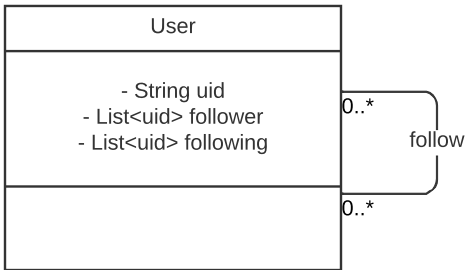 User
- String uid
- List<uid> follower
- List<uid> following
0..*
follow
0..*